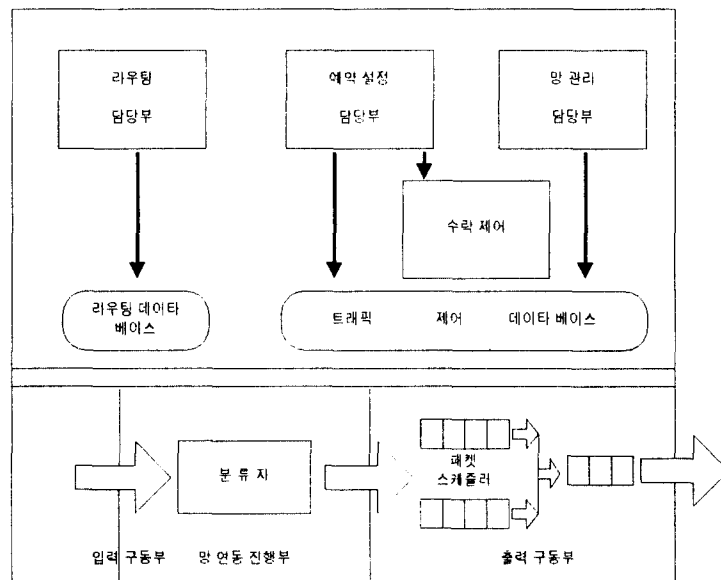 라우팅
담당부
예약 설정
담당부
망 관리
담당부
수락 제어
라우팅 데이타
베이스
트래픽 제어 데이타 베이스
분 류 자
패켓
스케쥴러
입력 구동부
망 연동 진행부
출력 구동부